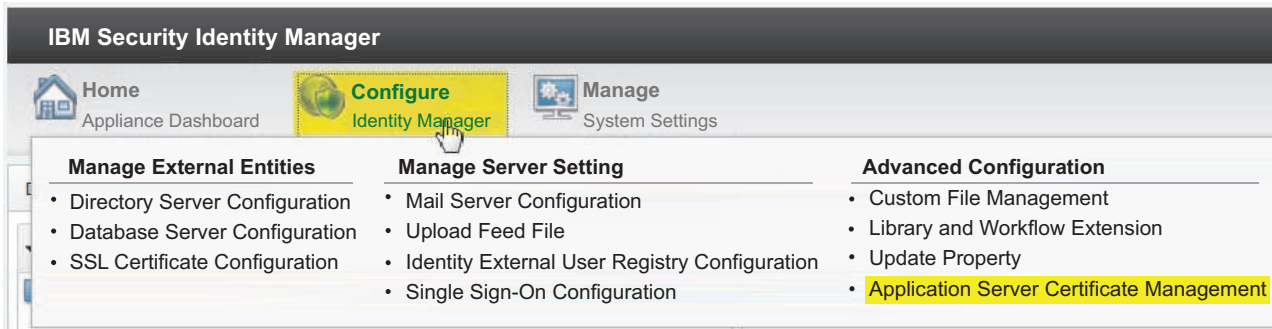 IBM Security Identity Manager
Home
Appliance Dashboard
Configure
Identity Manager
Manage
System Settings
Manage External Entities
• Directory Server Configuration
• Database Server Configuration
• SSL Certificate Configuration
Manage Server Setting
• Mail Server Configuration
• Upload Feed File
• Identity External User Registry Configuration
• Single Sign-On Configuration
Advanced Configuration
• Custom File Management
• Library and Workflow Extension
• Update Property
• Application Server Certificate Management